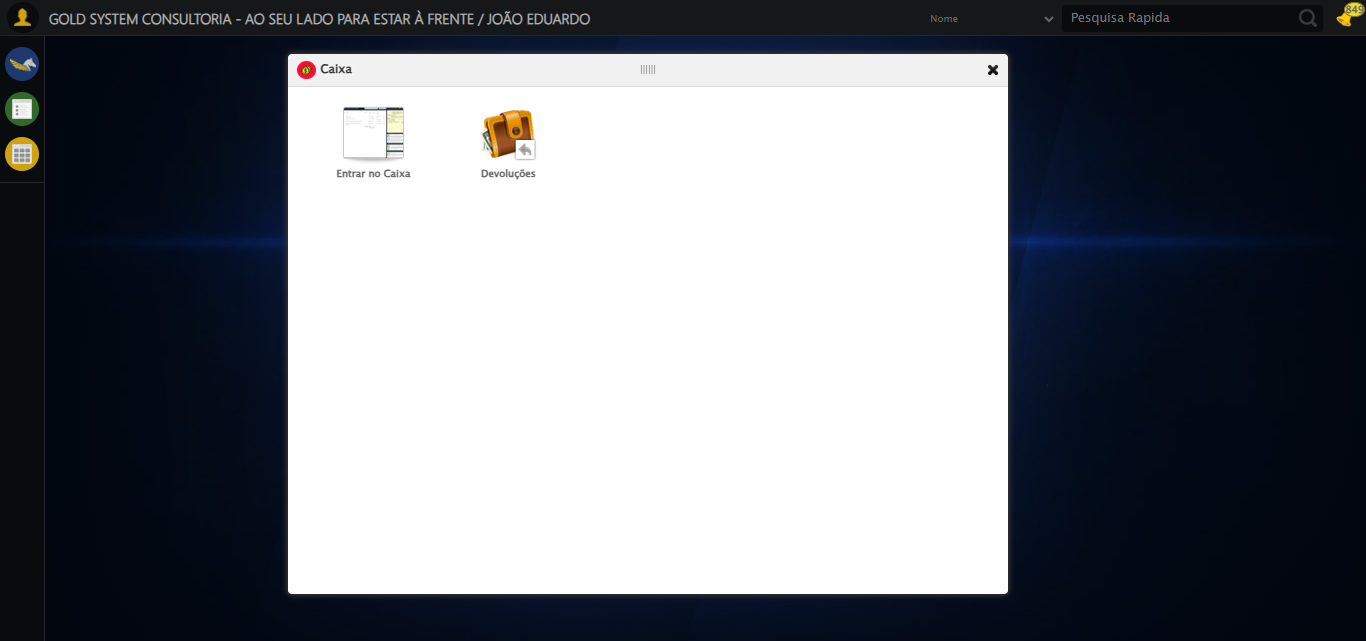 GOLD SYSTEM CONSULTORIA - AO SEU LADO PARA ESTAR À FRENTE / JOÃO EDUARDO
Nome
Pesquisa Rapida
849
Caixa
Entrar no Caixa
Devoluções